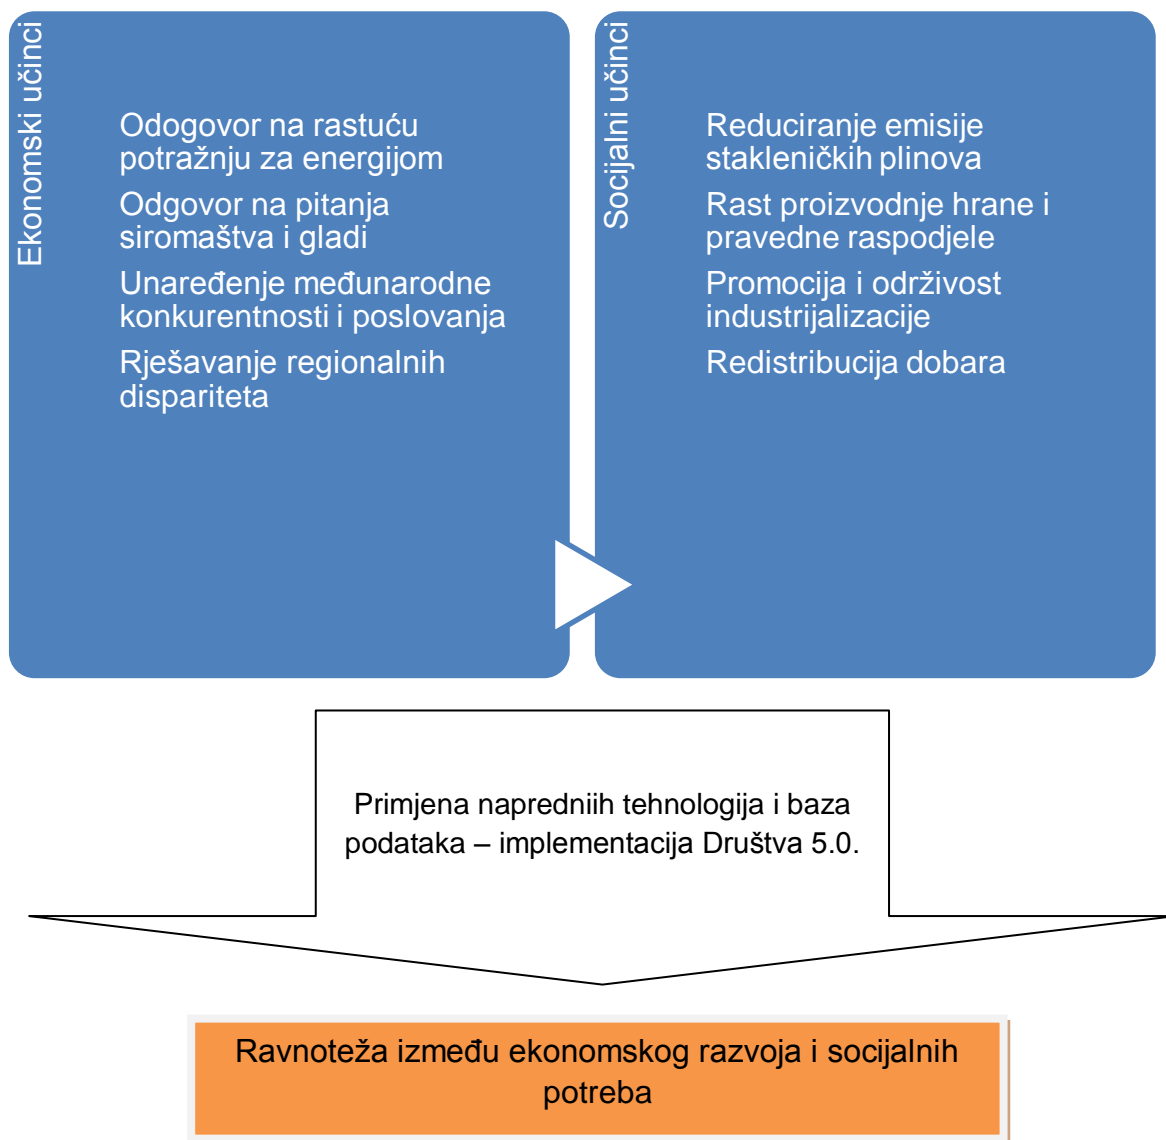 Ekonomski učinci
Odogovor na rastuću
potražnju za energijom
Odgovor na pitanja
siromaštva i gladi
Unaređenje međunarodne
konkurentnosti i poslovanja
Rješavanje regionalnih
dispariteta
Socijalni učinci
Reduciranje emisije
stakleničkih plinova
Rast proizvodnje hrane i
pravedne raspodjele
Promocija i održivost
industrijalizacije
Redistribucija dobara
Primjena napredniih tehnologija i baza
podataka – implementacija Društva 5.0.
Ravnoteža između ekonomskog razvoja i socijalnih
potreba